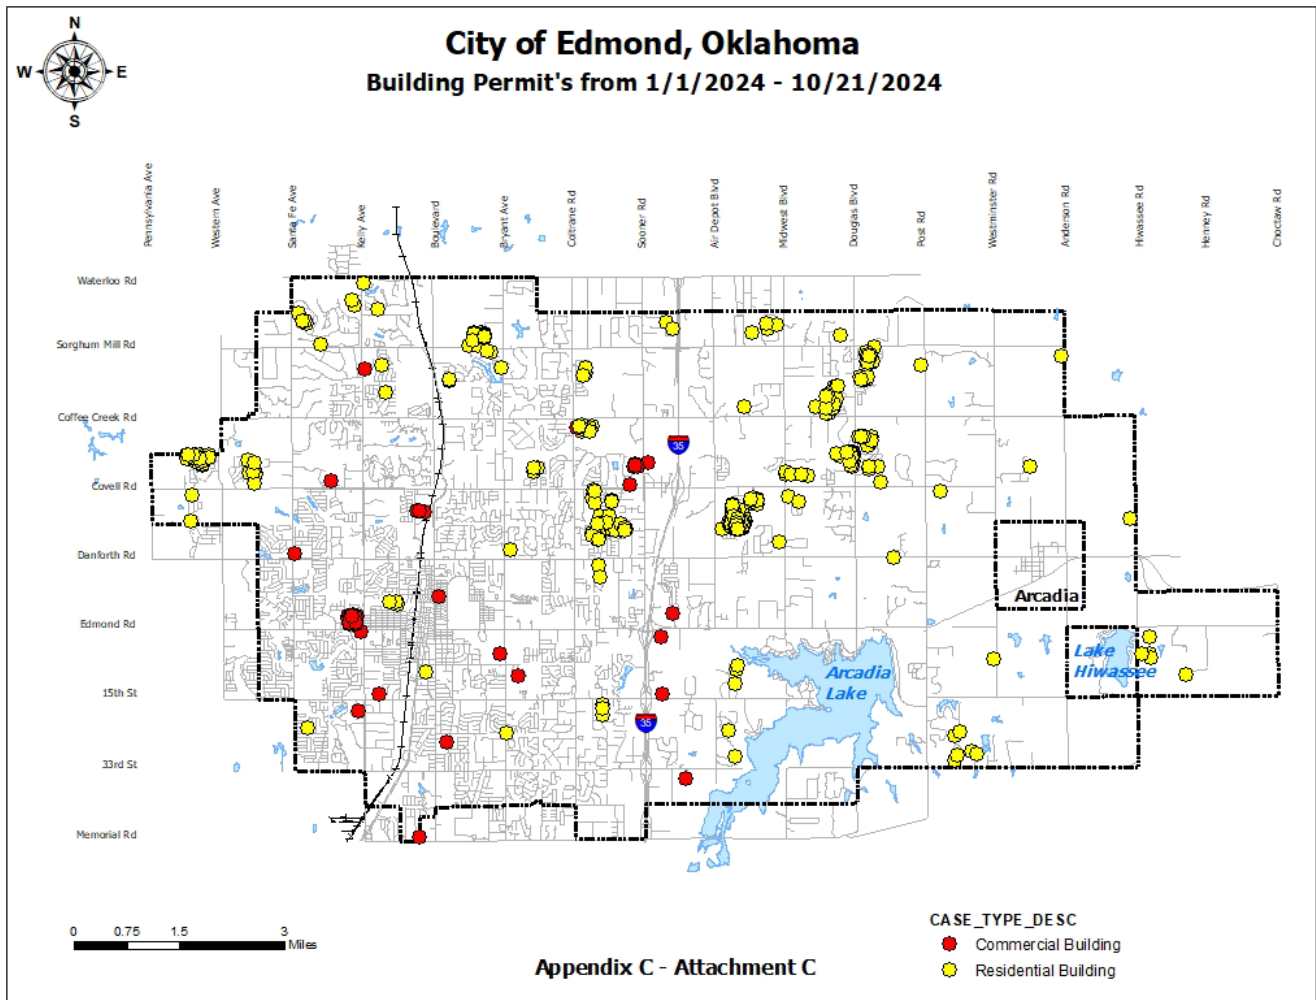 City of Edmond, Oklahoma
Building Permit's from 1/1/2024 - 10/21/2024
N
W
E
S
Pennsylvania Ave
Western Ave
Santa Fe Ave
Kelly Ave
Boulevard
Bryant Ave
Coltrane Rd
Sooner Rd
Air Depot Blvd
Midwest Blvd
Douglas Blvd
Post Rd
Westminster Rd
Anderson Rd
Hiwassee Rd
Henney Rd
Choctaw Rd
Waterloo Rd
Sorghum Mill Rd
Coffee Creek Rd
35
Covell Rd
Danforth Rd
Arcadia
Edmond Rd
Lake
Hiwassee
Arcadia
Lake
15th St
35
33rd St
Memorial Rd
0 0.75 1.5 3
Miles
CASE_TYPE_DESC
Commercial Building
Residential Building
Appendix C - Attachment C